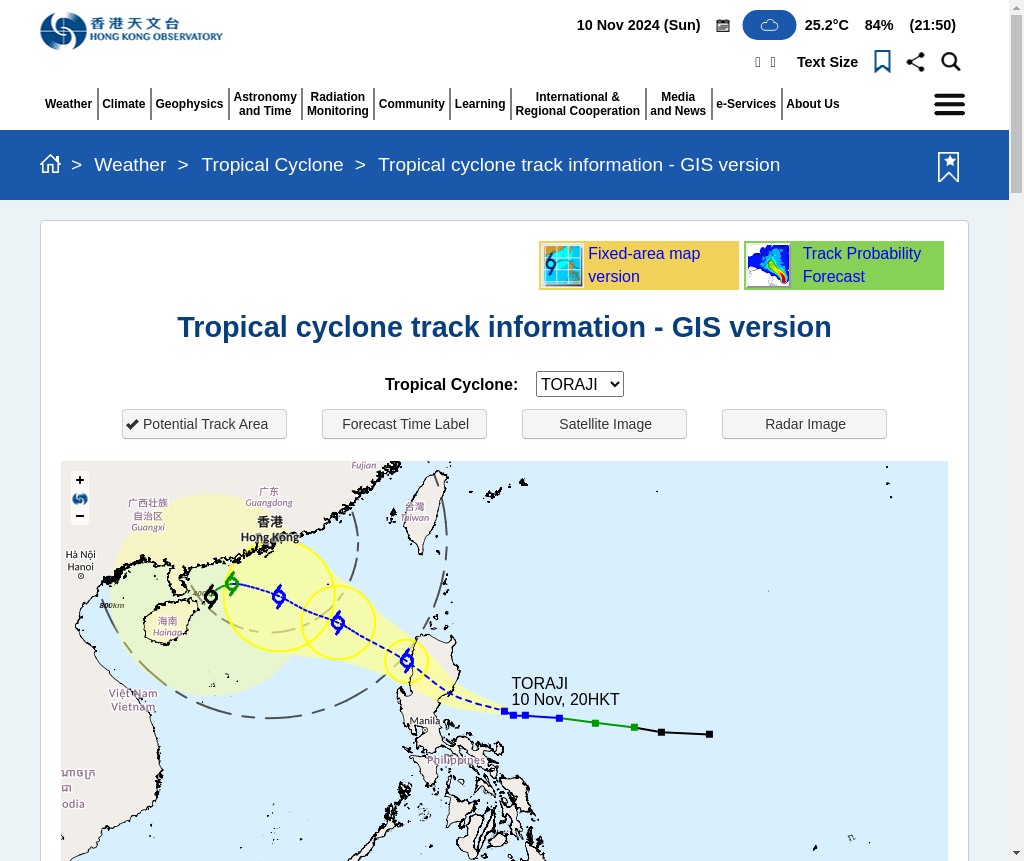 香港天文台
HONG KONG OBSERVATORY
10 Nov 2024 (Sun) 25.2°C 84% (21:50)
Text Size
Weather
Climate
Geophysics
Astronomy
and Time
Radiation
Monitoring
Community
Learning
International &
Regional Cooperation
Media
and News
e-Services
About Us
> Weather > Tropical Cyclone > Tropical cyclone track information - GIS version
Fixed-area map
version
Track Probability
Forecast
Tropical cyclone track information - GIS version
Tropical Cyclone: TORAJI
Potential Track Area
Forecast Time Label
Satellite Image
Radar Image
+
−
Fujian
广东
Guangdong
广西壮族
自治区
Guangxi
台灣
Taiwan
香港
Hong Kong
Hà Nội
Hanoi
800km
海南
Hainan
Việt Nam
Vietnam
TORAJI
10 Nov, 20HKT
Manila
Philippines
odia